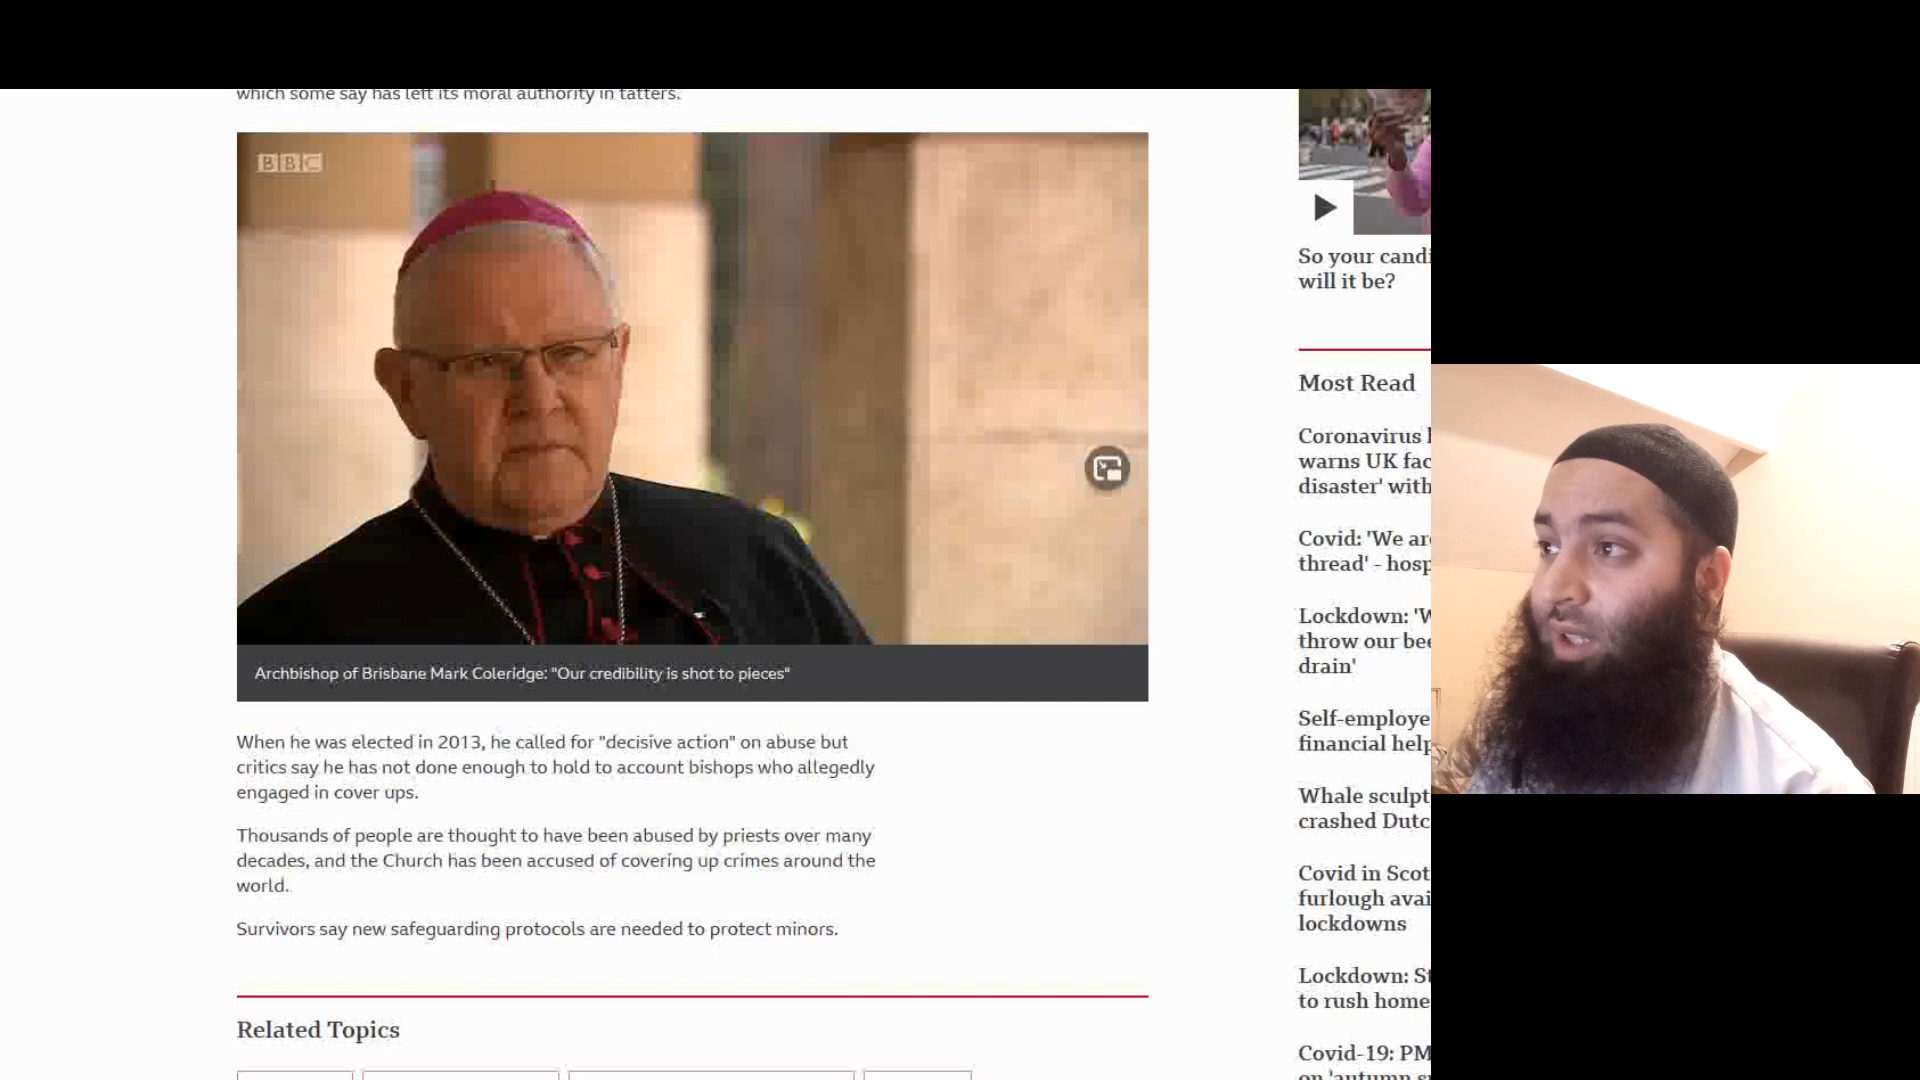 which some say has left its moral authority in tatters.
BBC
Archbishop of Brisbane Mark Coleridge: "Our credibility is shot to pieces"
When he was elected in 2013, he called for "decisive action" on abuse but
critics say he has not done enough to hold to account bishops who allegedly
engaged in cover ups.
Thousands of people are thought to have been abused by priests over many
decades, and the Church has been accused of covering up crimes around the
world.
Survivors say new safeguarding protocols are needed to protect minors.
Related Topics
So your candi
will it be?
Most Read
Coronavirus
warns UK fac
disaster' with
Covid: 'We ar
thread' - hosp
Lockdown: 'W
throw our bee
drain'
Self-employe
financial help
Whale sculpt
crashed Dutc
Covid in Scot
furlough avai
lockdowns
Lockdown: St
to rush home
Covid-19: PM
on 'autumn